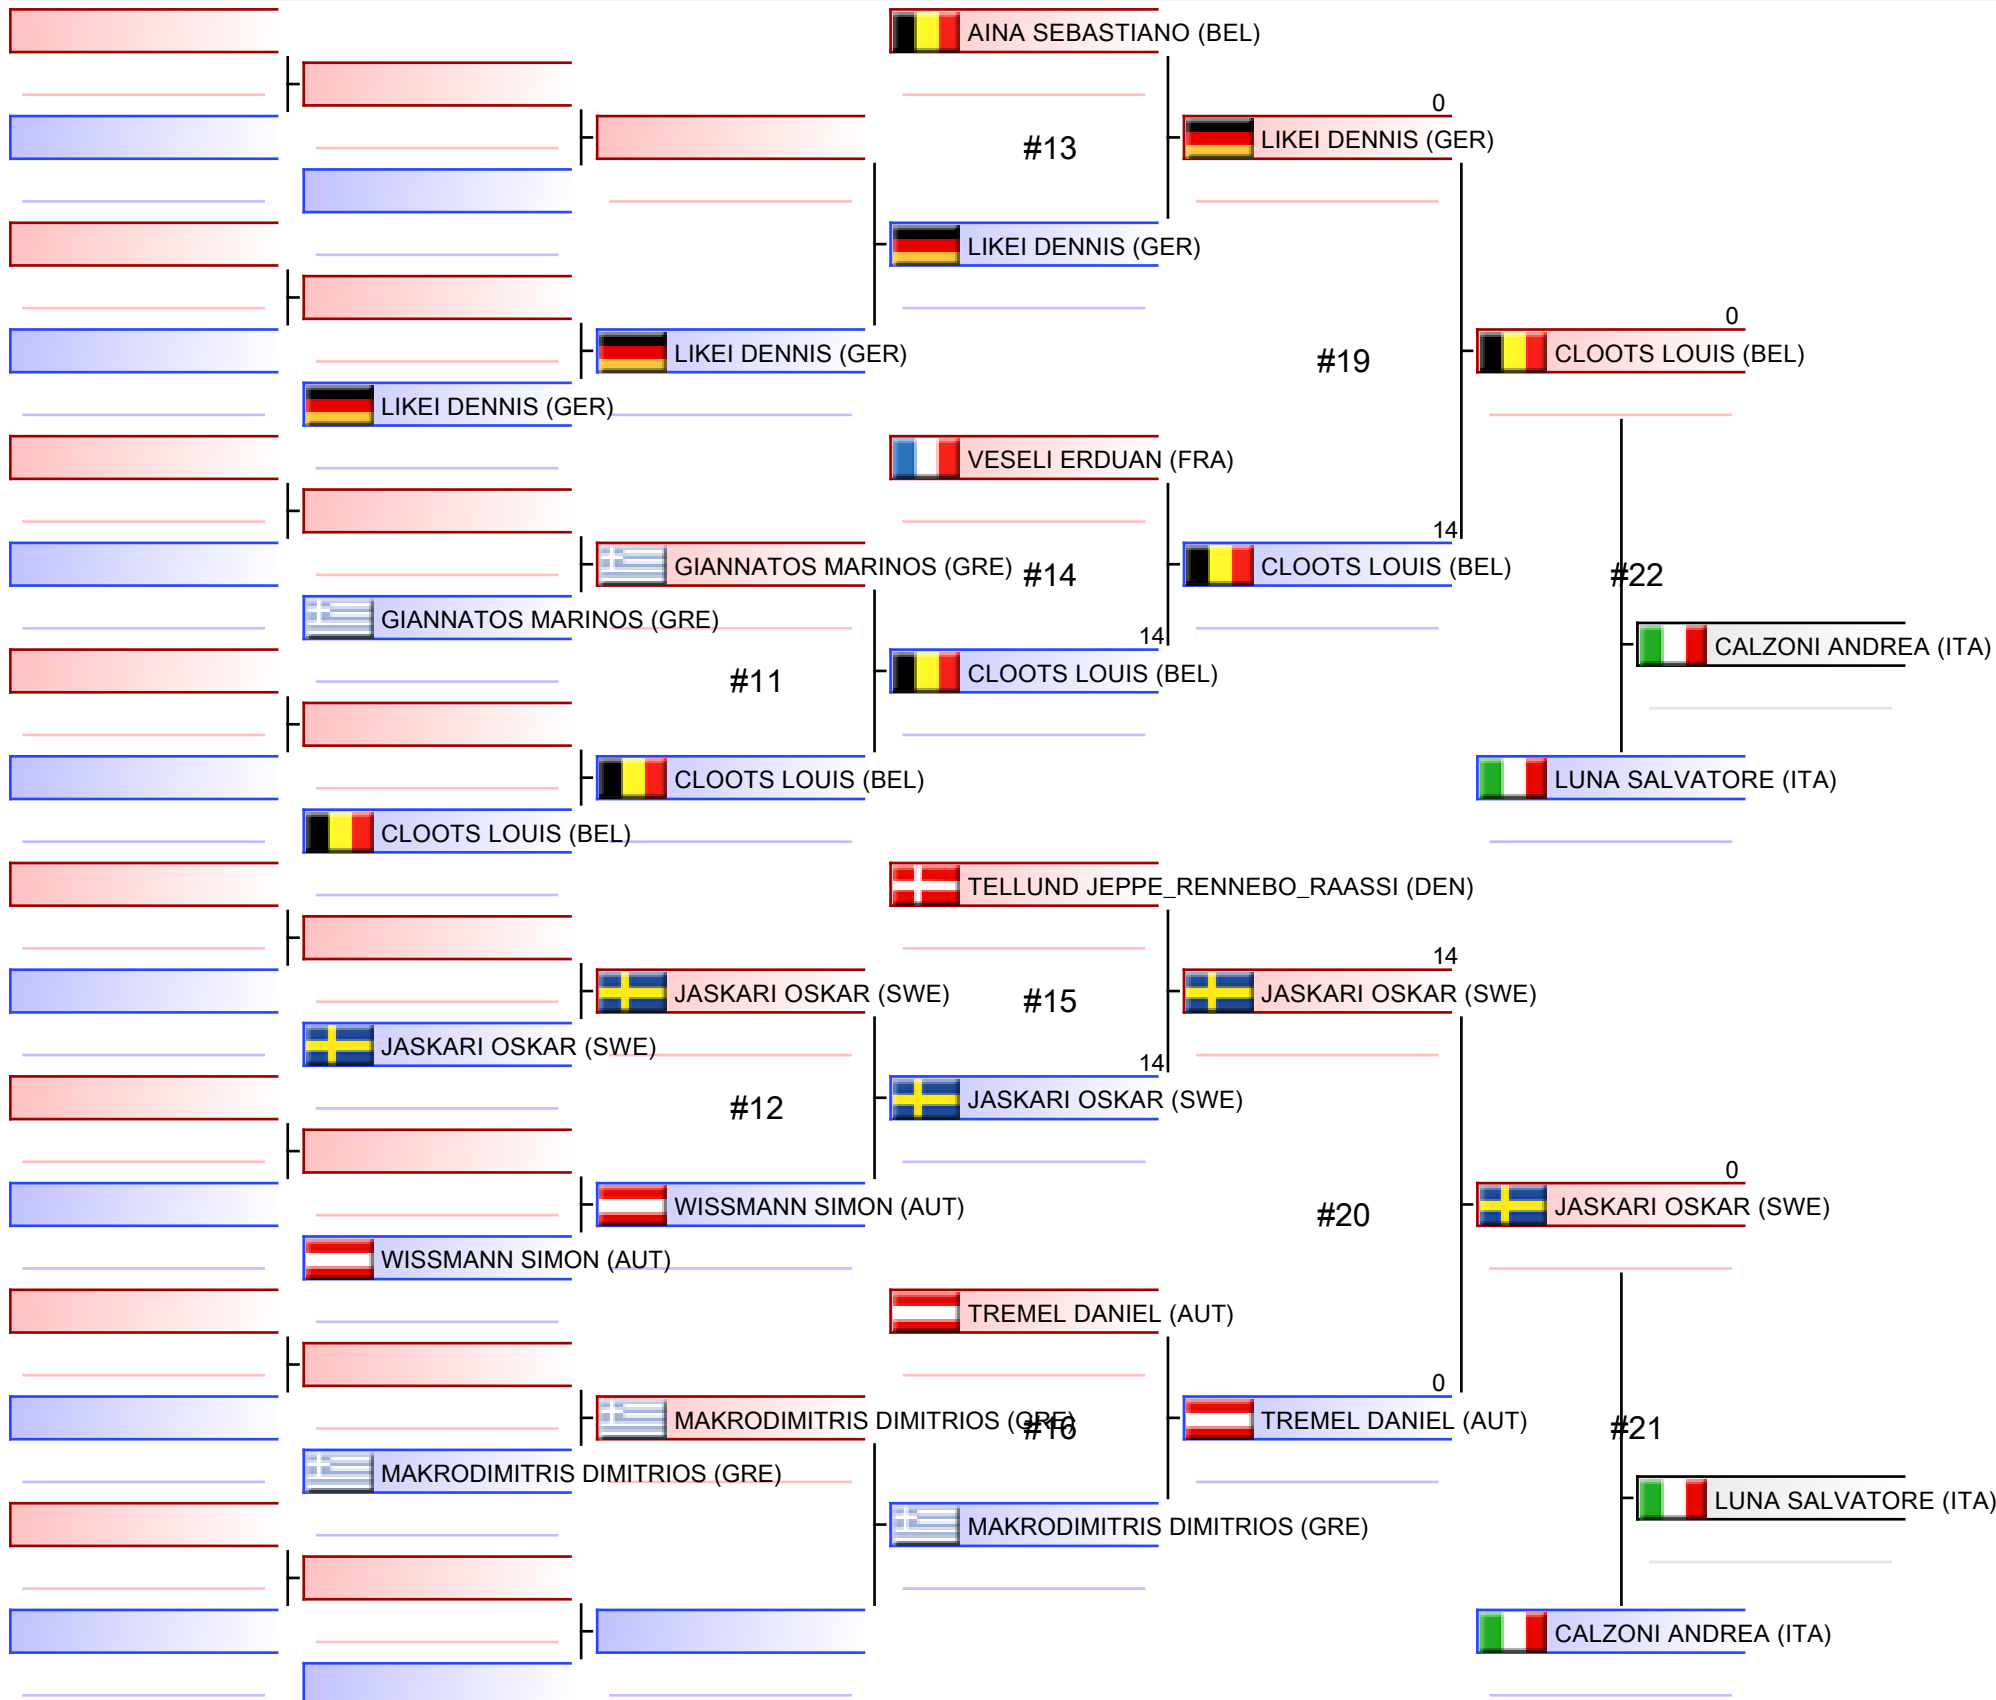 AINA SEBASTIANO (BEL)
0
#13
LIKEI DENNIS (GER)
LIKEI DENNIS (GER)
0
LIKEI DENNIS (GER)
#19
CLOOTS LOUIS (BEL)
LIKEI DENNIS (GER)
VESELI ERDUAN (FRA)
14
GIANNATOS MARINOS (GRE)
#14
CLOOTS LOUIS (BEL)
#22
GIANNATOS MARINOS (GRE)
14
CALZONI ANDREA (ITA)
#11
CLOOTS LOUIS (BEL)
CLOOTS LOUIS (BEL)
LUNA SALVATORE (ITA)
CLOOTS LOUIS (BEL)
TELLUND JEPPE_RENNEBO_RAASSI (DEN)
14
JASKARI OSKAR (SWE)
#15
JASKARI OSKAR (SWE)
JASKARI OSKAR (SWE)
14
#12
JASKARI OSKAR (SWE)
0
WISSMANN SIMON (AUT)
#20
JASKARI OSKAR (SWE)
WISSMANN SIMON (AUT)
TREMEL DANIEL (AUT)
0
MAKRODIMITRIS DIMITRIOS (GRE)
#16
TREMEL DANIEL (AUT)
#21
MAKRODIMITRIS DIMITRIOS (GRE)
LUNA SALVATORE (ITA)
MAKRODIMITRIS DIMITRIOS (GRE)
CALZONI ANDREA (ITA)